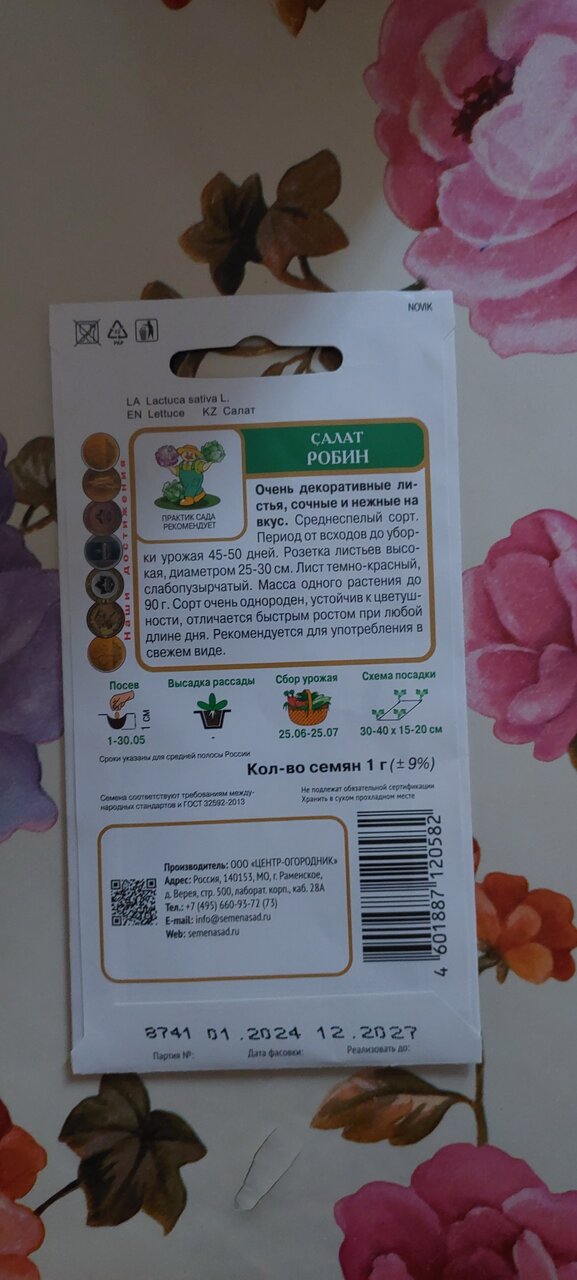 NOVIK
PAP
LA Lactuca sativa L.
EN Lettuce KZ Салат
Наши достижения
ПРАКТИК САДА
РЕКОМЕНДУЕТ
САЛАТ
РОБИН
Очень декоративные ли-
стья, сочные и нежные на
вкус. Среднеспелый сорт.
Период от всходов до убор-
ки урожая 45-50 дней. Розетка листьев высо-
кая, диаметром 25-30 см. Лист темно-красный,
слабопузырчатый. Масса одного растения до
90 г. Сорт очень однороден, устойчив к цветуш-
ности, отличается быстрым ростом при любой
длине дня. Рекомендуется для употребления в
свежем виде.
Посев
1 СМ
1-30.05
Высадка рассады
-
Сбор урожая
25.06-25.07
Схема посадки
30-40 x 15-20 см
Сроки указаны для средней полосы России
Кол-во семян 1 г (± 9%)
Семена соответствуют требованиям между-
народных стандартов и ГОСТ 32592-2013
Не подлежат обязательной сертификации
Хранить в сухом прохладном месте
Производитель: ООО «ЦЕНТР-ОГОРОДНИК»
Адрес: Россия, 140153, МО, г. Раменское,
д. Верея, стр. 500, лаборат. корп., каб. 28А
Тел.: +7 (495) 660-93-72 (73)
E-mail: info@semenasad.ru
Web: semenasad.ru
4 601887 120582
8741 01.2024 12.2027
Партия №: Дата фасовки: Реализовать до: